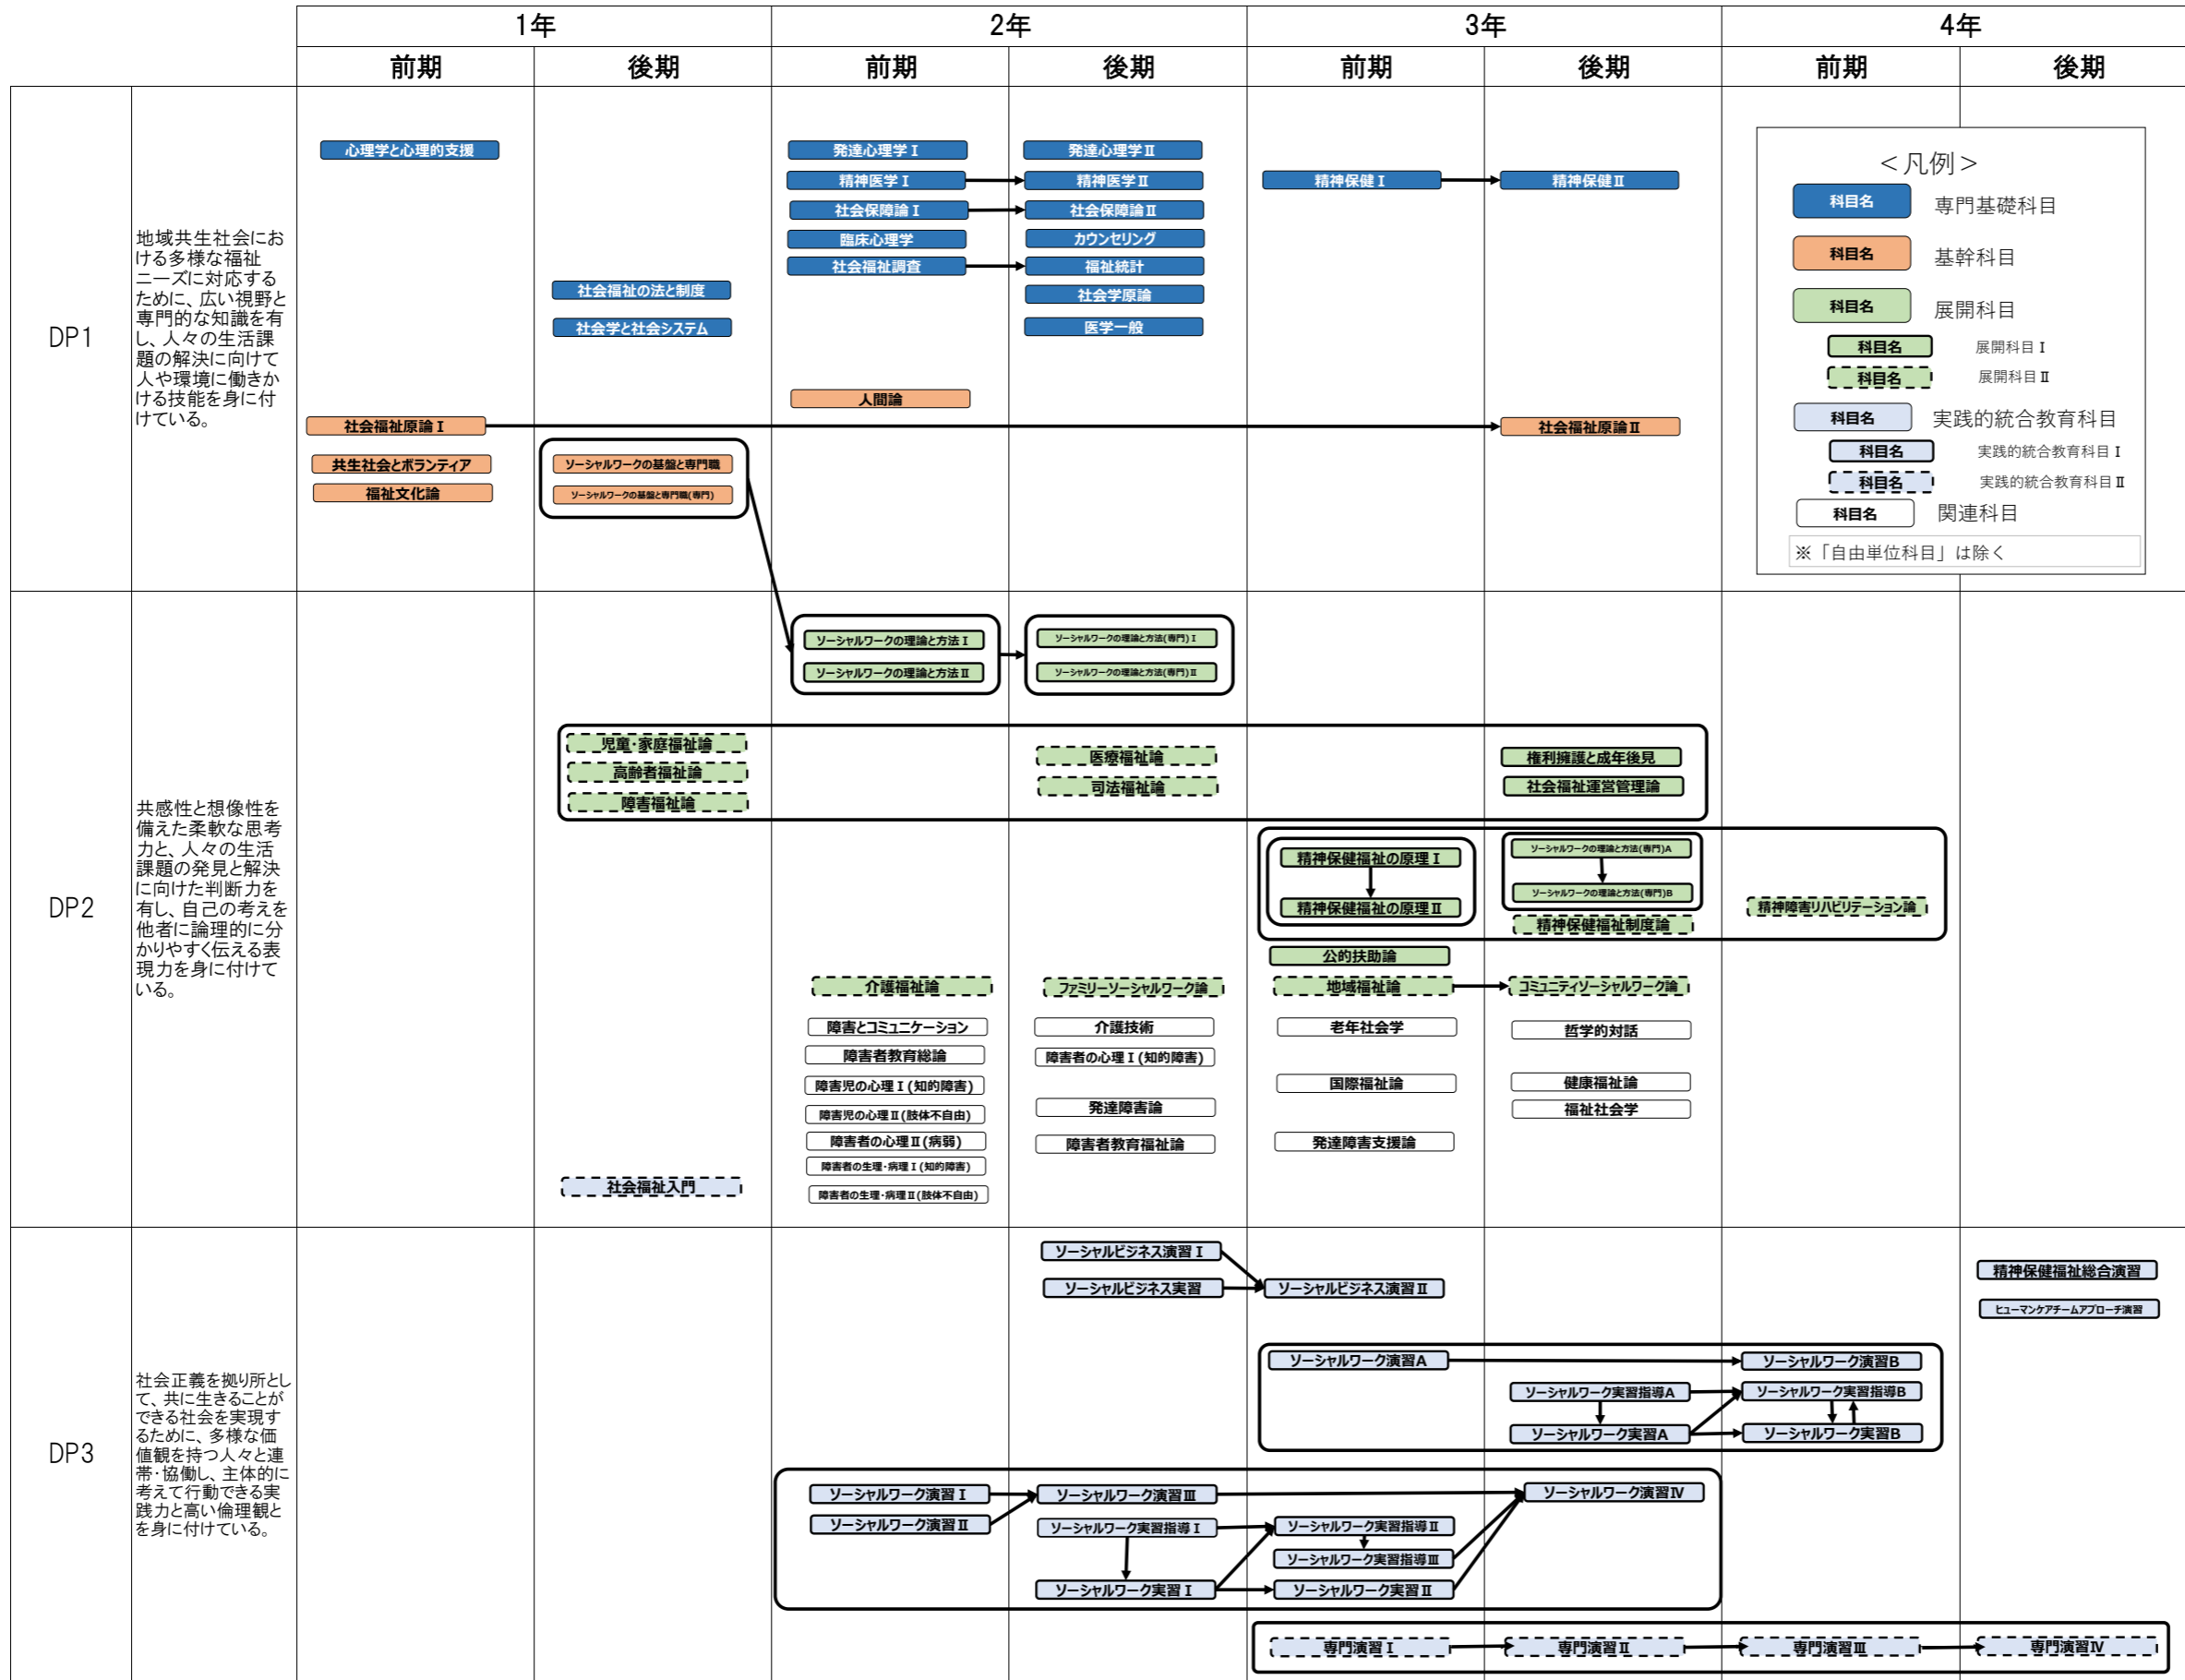 1年
2年
3年
4年
前期
後期
前期
後期
前期
後期
前期
後期
DP1
地域共生社会にお
ける多様な福祉
ニーズに対応する
ために、広い視野と
専門的な知識を有
し、人々の生活課
題の解決に向けて
人や環境に働きか
ける技能を身に付
けている。
心理学と心理的支援
社会福祉原論Ⅰ
共生社会とボランティア
福祉文化論
社会福祉の法と制度
社会学と社会システム
ソーシャルワークの基盤と専門職
ソーシャルワークの基盤と専門職(専門)
発達心理学Ⅰ
精神医学Ⅰ
社会保障論Ⅰ
臨床心理学
社会福祉調査
人間論
発達心理学Ⅱ
精神医学Ⅱ
社会保障論Ⅱ
カウンセリング
福祉統計
社会学原論
医学一般
精神保健Ⅰ
精神保健Ⅱ
社会福祉原論Ⅱ
＜凡例＞
科目名 専門基礎科目
科目名 基幹科目
科目名 展開科目
科目名 展開科目Ⅰ
科目名 展開科目Ⅱ
科目名 実践的統合教育科目
科目名 実践的統合教育科目Ⅰ
科目名 実践的統合教育科目Ⅱ
科目名 関連科目
※「自由単位科目」は除く
DP2
共感性と想像性を
備えた柔軟な思考
力と、人々の生活
課題の発見と解決
に向けた判断力を
有し、自己の考えを
他者に論理的に分
かりやすく伝える表
現力を身に付けて
いる。
児童・家庭福祉論
高齢者福祉論
障害福祉論
社会福祉入門
ソーシャルワークの理論と方法Ⅰ
ソーシャルワークの理論と方法Ⅱ
介護福祉論
障害とコミュニケーション
障害者教育総論
障害児の心理Ⅰ(知的障害)
障害児の心理Ⅱ(肢体不自由)
障害者の心理Ⅱ(病弱)
障害者の生理・病理Ⅰ(知的障害)
障害者の生理・病理Ⅱ(肢体不自由)
ソーシャルワークの理論と方法(専門)Ⅰ
ソーシャルワークの理論と方法(専門)Ⅱ
医療福祉論
司法福祉論
ファミリーソーシャルワーク論
介護技術
障害者の心理Ⅰ(知的障害)
発達障害論
障害者教育福祉論
精神保健福祉の原理Ⅰ
精神保健福祉の原理Ⅱ
公的扶助論
地域福祉論
老年社会学
国際福祉論
発達障害支援論
権利擁護と成年後見
社会福祉運営管理論
ソーシャルワークの理論と方法(専門)A
ソーシャルワークの理論と方法(専門)B
精神保健福祉制度論
コミュニティソーシャルワーク論
哲学的対話
健康福祉論
福祉社会学
精神障害リハビリテーション論
DP3
社会正義を拠り所とし
て、共に生きることが
できる社会を実現す
るために、多様な価
値観を持つ人々と連
帯・協働し、主体的に
考えて行動できる実
践力と高い倫理観と
を身に付けている。
ソーシャルビジネス演習Ⅰ
ソーシャルビジネス実習
ソーシャルビジネス演習Ⅱ
精神保健福祉総合演習
ヒューマンケアチームアプローチ演習
ソーシャルワーク演習A
ソーシャルワーク演習B
ソーシャルワーク実習指導A
ソーシャルワーク実習指導B
ソーシャルワーク実習A
ソーシャルワーク実習B
ソーシャルワーク演習Ⅰ
ソーシャルワーク演習Ⅲ
ソーシャルワーク演習Ⅳ
ソーシャルワーク演習Ⅱ
ソーシャルワーク実習指導Ⅰ
ソーシャルワーク実習指導Ⅱ
ソーシャルワーク実習指導Ⅲ
ソーシャルワーク実習Ⅰ
ソーシャルワーク実習Ⅱ
専門演習Ⅰ
専門演習Ⅱ
専門演習Ⅲ
専門演習Ⅳ